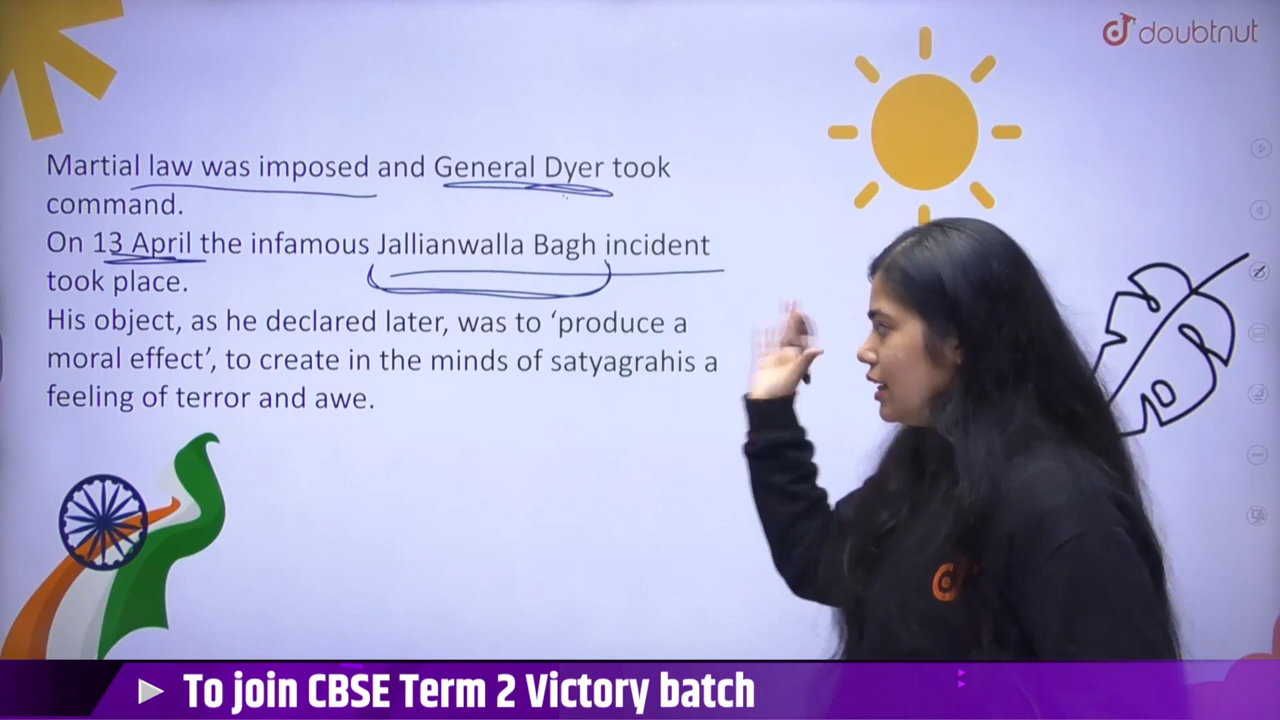 doubtnut
Martial law was imposed and General Dyer took
command.
On 13 April the infamous Jallianwalla Bagh incident
took place.
His object, as he declared later, was to ‘produce a
moral effect’, to create in the minds of satyagrahis a
feeling of terror and awe.
To join CBSE Term 2 Victory batch